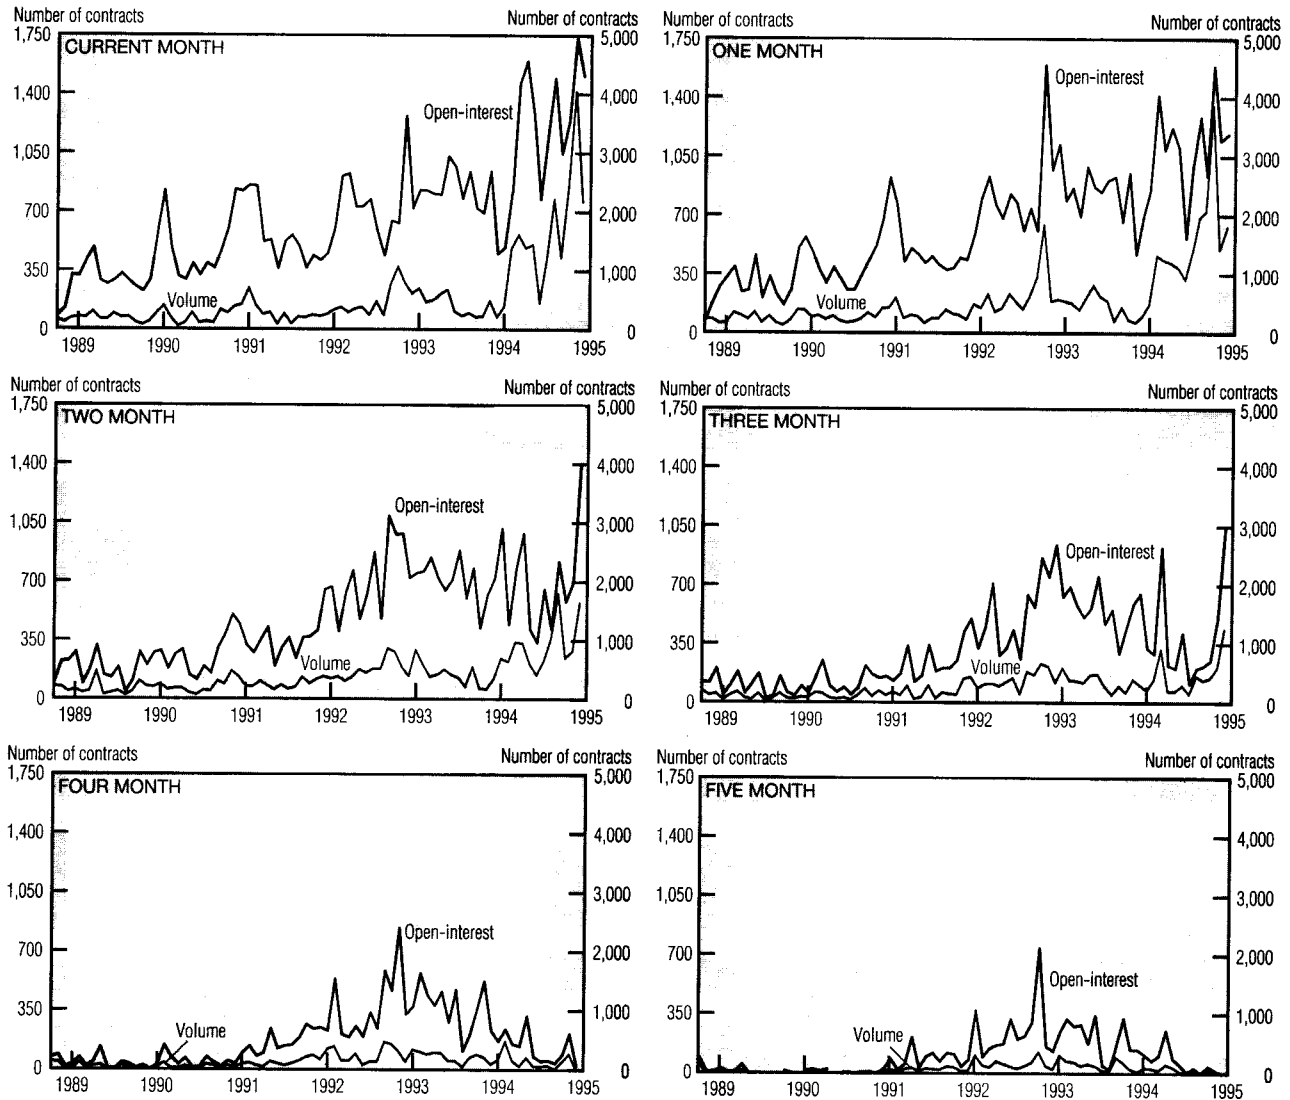 Number of contracts Number of contracts
1,750 5,000
CURRENT MONTH
1,400 4,000
Open-interest
1,050 3,000
700 2,000
350 1,000
Volume
0 0
1989 1990 1991 1992 1993 1994 1995
Number of contracts Number of contracts
1,750 5,000
ONE MONTH
Open-interest
1,400 4,000
1,050 3,000
700 2,000
350 1,000
Volume
0 0
1989 1990 1991 1992 1993 1994 1995
Number of contracts Number of contracts
1,750 5,000
TWO MONTH
1,400 4,000
Open-interest
1,050 3,000
700 2,000
350 1,000
Volume
0 0
1989 1990 1991 1992 1993 1994 1995
Number of contracts Number of contracts
1,750 5,000
THREE MONTH
1,400 4,000
1,050 3,000
Open-interest
700 2,000
350 1,000
Volume
0 0
1989 1990 1991 1992 1993 1994 1995
Number of contracts Number of contracts
1,750 5,000
FOUR MONTH
1,400 4,000
1,050 3,000
Open-interest
700 2,000
350 1,000
Volume
0 0
1989 1990 1991 1992 1993 1994 1995
Number of contracts Number of contracts
1,750 5,000
FIVE MONTH
1,400 4,000
1,050 3,000
700 2,000
Open-interest
350 1,000
Volume
0 0
1989 1990 1991 1992 1993 1994 1995